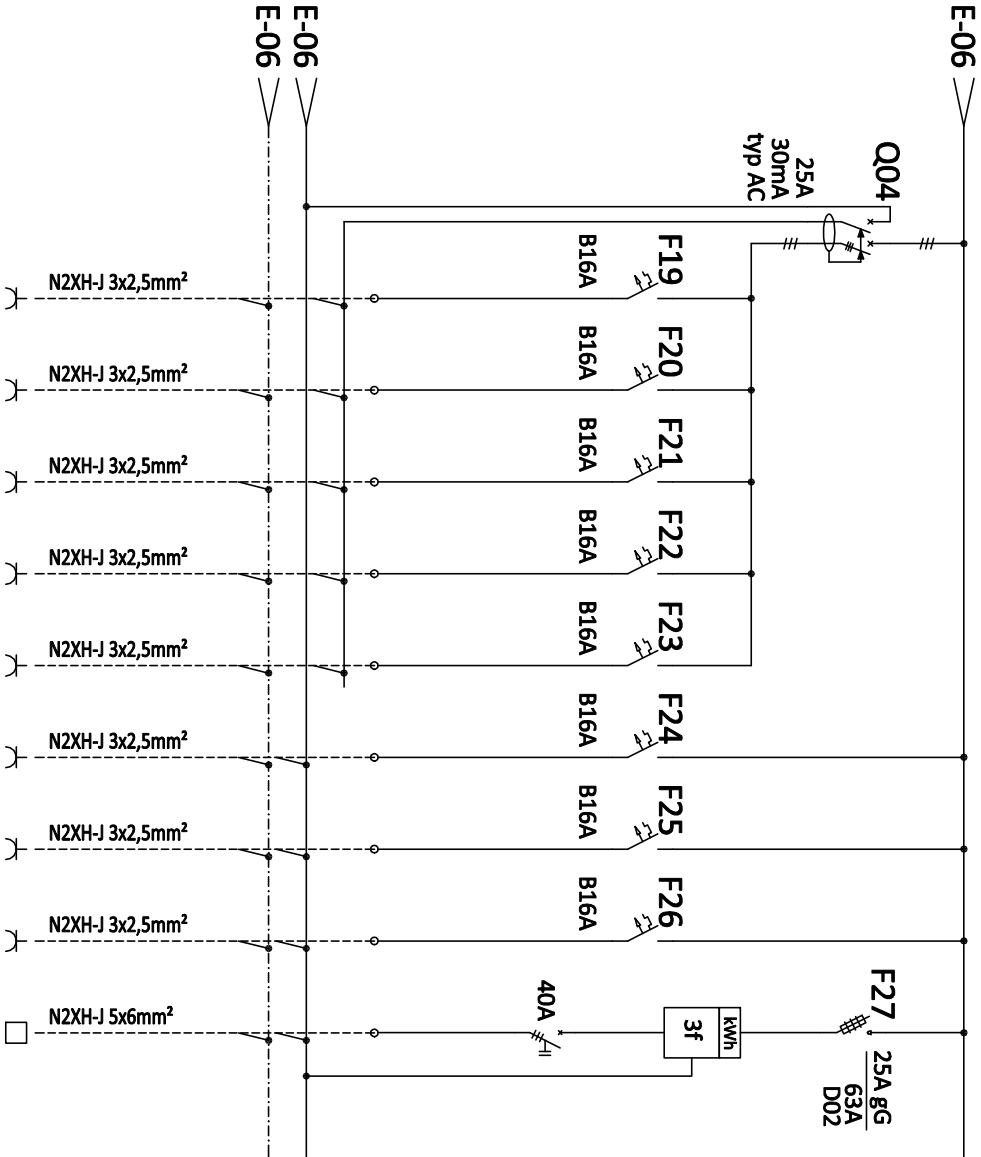 E-06
E-06
E-06
Q04
25A
30mA
typ AC
F19
B16A
N2XH-J 3x2,5mm²
F20
B16A
N2XH-J 3x2,5mm²
F21
B16A
N2XH-J 3x2,5mm²
F22
B16A
N2XH-J 3x2,5mm²
F23
B16A
N2XH-J 3x2,5mm²
F24
B16A
N2XH-J 3x2,5mm²
F25
B16A
N2XH-J 3x2,5mm²
F26
B16A
N2XH-J 3x2,5mm²
F27
25A gG
63A
D02
kWh
3f
40A
N2XH-J 5x6mm²